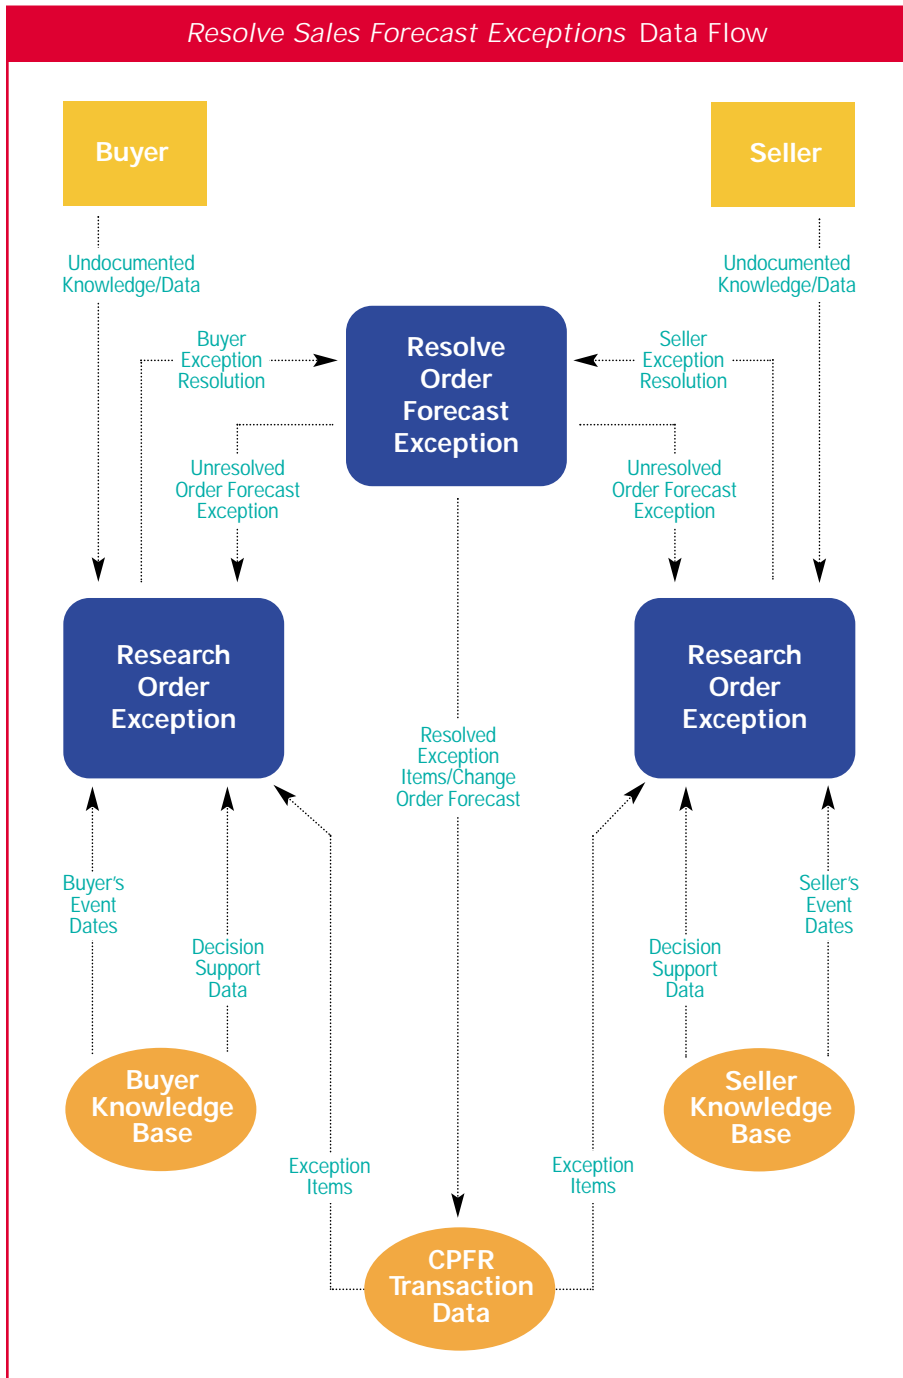 Resolve Sales Forecast Exceptions Data Flow
Buyer
Seller
Undocumented
Knowledge/Data
Undocumented
Knowledge/Data
Buyer
Exception
Resolution
Resolve
Order
Forecast
Exception
Seller
Exception
Resolution
Unresolved
Order Forecast
Exception
Unresolved
Order Forecast
Exception
Research
Order
Exception
Research
Order
Exception
Resolved
Exception
Items/Change
Order Forecast
Buyer's
Event
Dates
Decision
Support
Data
Decision
Support
Data
Seller's
Event
Dates
Buyer
Knowledge
Base
Seller
Knowledge
Base
Exception
Items
Exception
Items
CPFR
Transaction
Data